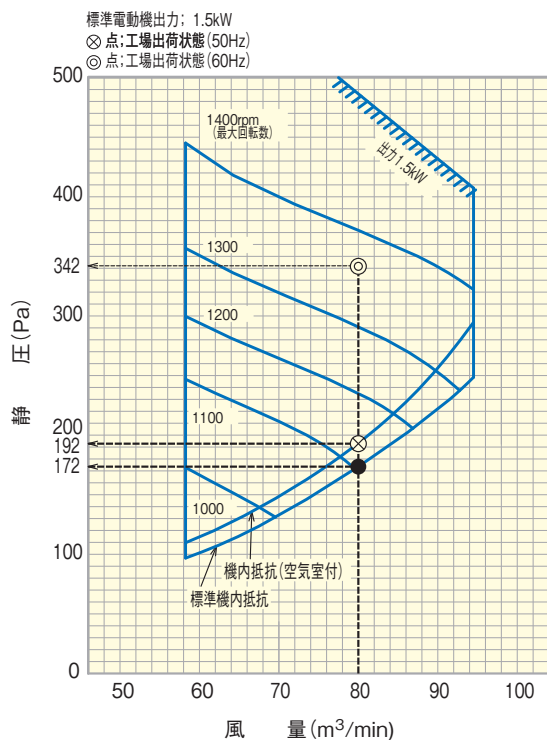 標準電動機出力; 1.5kW
⊗ 点;工場出荷状態(50Hz)
◎ 点;工場出荷状態(60Hz)
500
1400rpm
(最大回転数)
出力1.5kW
400
1300
342
300
1200
静 圧(Pa)
200
192
172
1100
1000
100
機内抵抗(空気室付)
標準機内抵抗
0
50 60 70 80 90 100
風 量(m³/min)